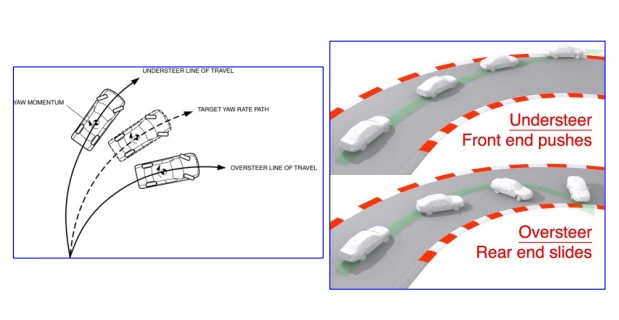 UNDERSTEER LINE OF TRAVEL
YAW MOMENTUM
TARGET YAW RATE PATH
OVERSTEER LINE OF TRAVEL
Understeer
Front end pushes
Oversteer
Rear end slides